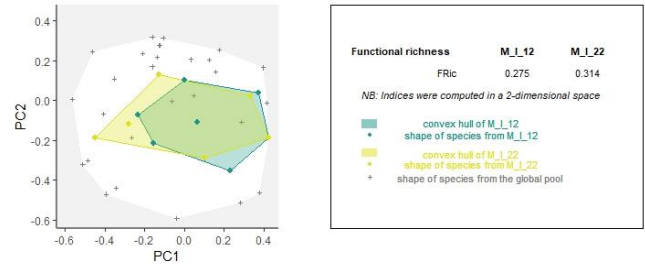 0.4
0.2
0.0
-0.2
-0.4
-0.6
PC2
-0.6 -0.4 -0.2 0.0 0.2 0.4
PC1
Functional richness M_I_12 M_I_22
FRic 0.275 0.314
NB: Indices were computed in a 2-dimensional space
convex hull of M_I_12
shape of species from M_I_12
convex hull of M_I_22
shape of species from M_I_22
shape of species from the global pool